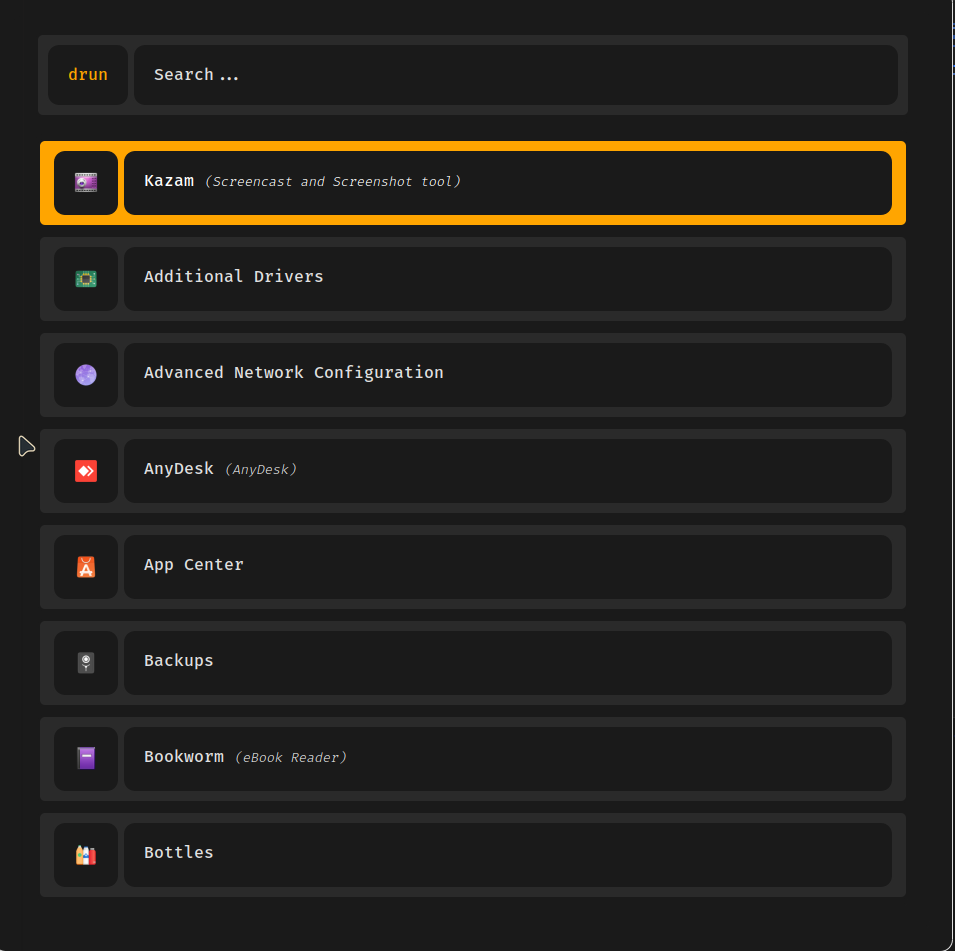 drun
Search...
Kazam (Screencast and Screenshot tool)
Additional Drivers
Advanced Network Configuration
AnyDesk (AnyDesk)
App Center
Backups
Bookworm (eBook Reader)
Bottles